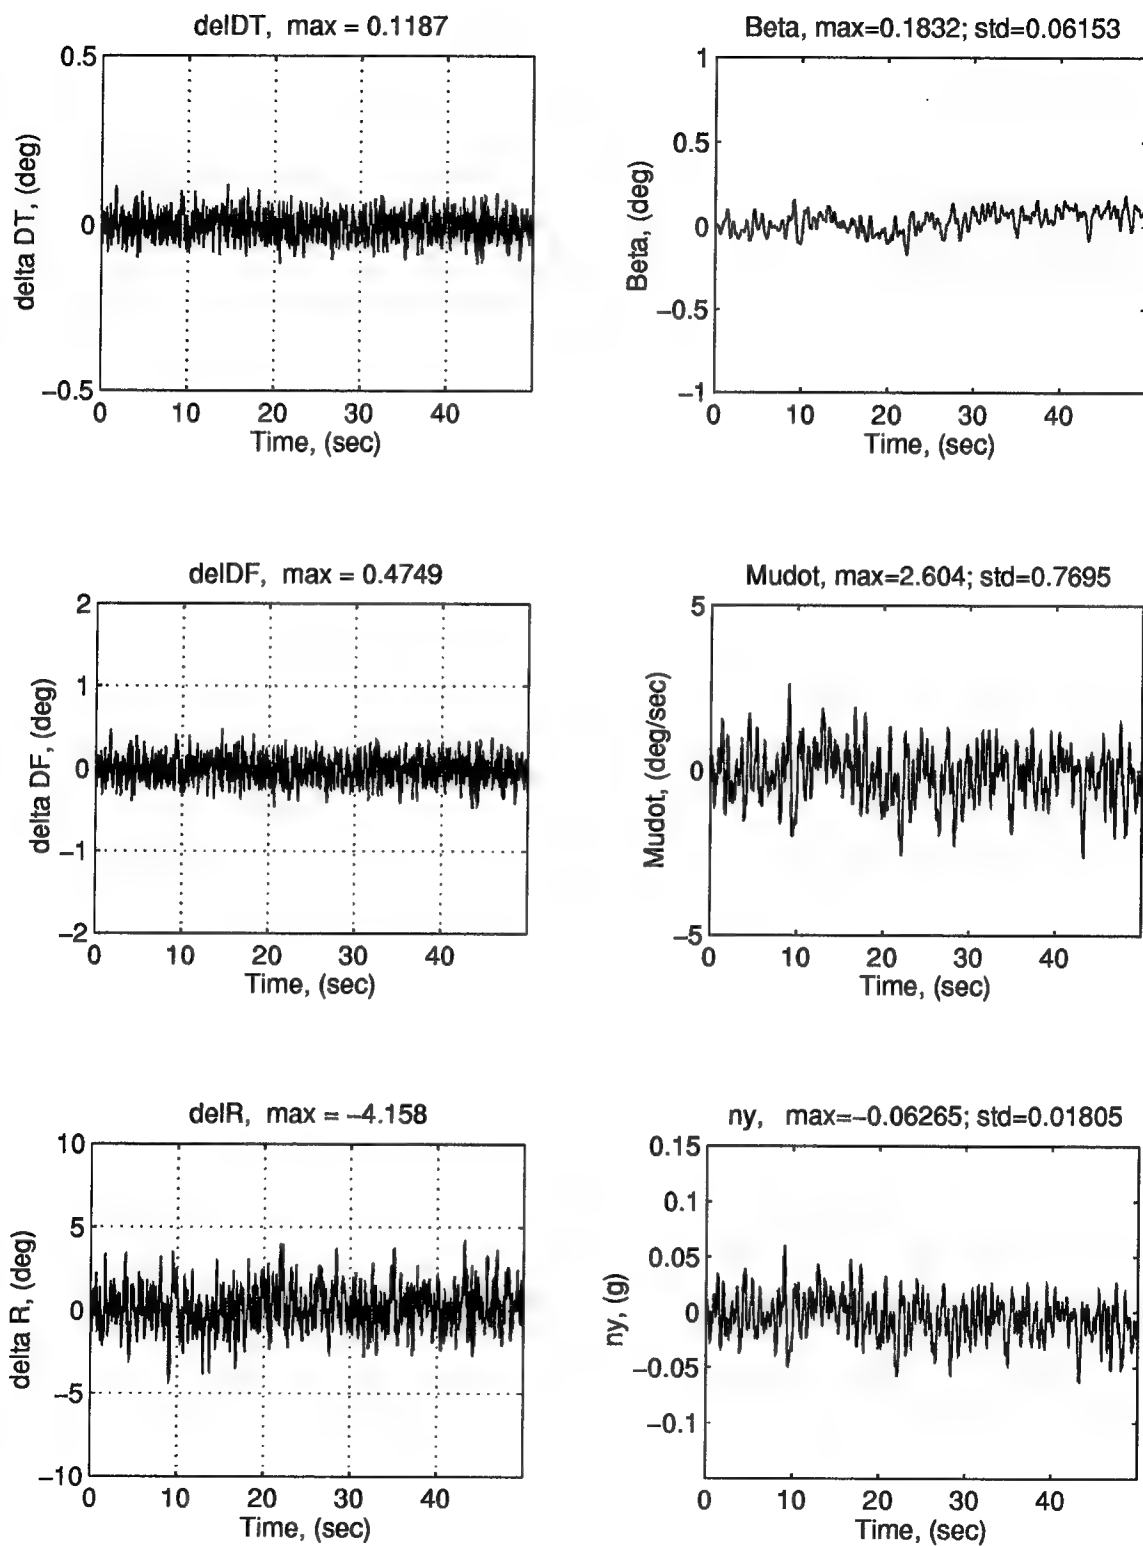 delDT, max = 0.1187
0.5
0
−0.5
delta DT, (deg)
0 10 20 30 40
Time, (sec)
Beta, max=0.1832; std=0.06153
1
0.5
0
−0.5
−1
Beta, (deg)
0 10 20 30 40
Time, (sec)
delDF, max = 0.4749
2
1
0
−1
−2
delta DF, (deg)
0 10 20 30 40
Time, (sec)
Mudot, max=2.604; std=0.7695
5
0
−5
Mudot, (deg/sec)
0 10 20 30 40
Time, (sec)
delR, max = −4.158
10
5
0
−5
−10
delta R, (deg)
0 10 20 30 40
Time, (sec)
ny, max=−0.06265; std=0.01805
0.15
0.1
0.05
0
−0.05
−0.1
ny, (g)
0 10 20 30 40
Time, (sec)